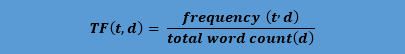 TF(t, d) = frequency (t, d) / total word count(d)